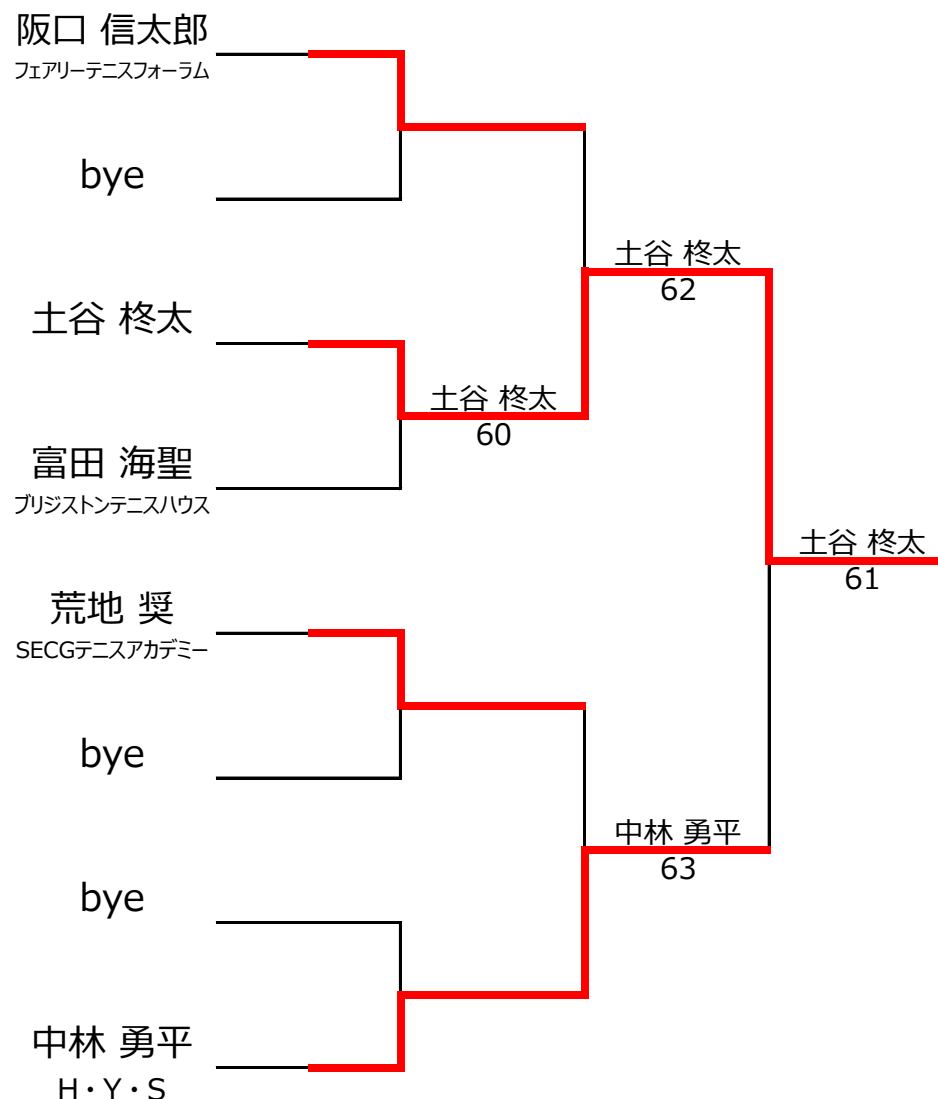 阪口 信太郎
フェアリーテニスフォーラム
bye
土谷 柊太
62
土谷 柊太
土谷 柊太
60
富田 海聖
ブリジストンテニスハウス
土谷 柊太
61
荒地 奨
SECGテニスアカデミー
bye
中林 勇平
63
bye
中林 勇平
H・Y・S